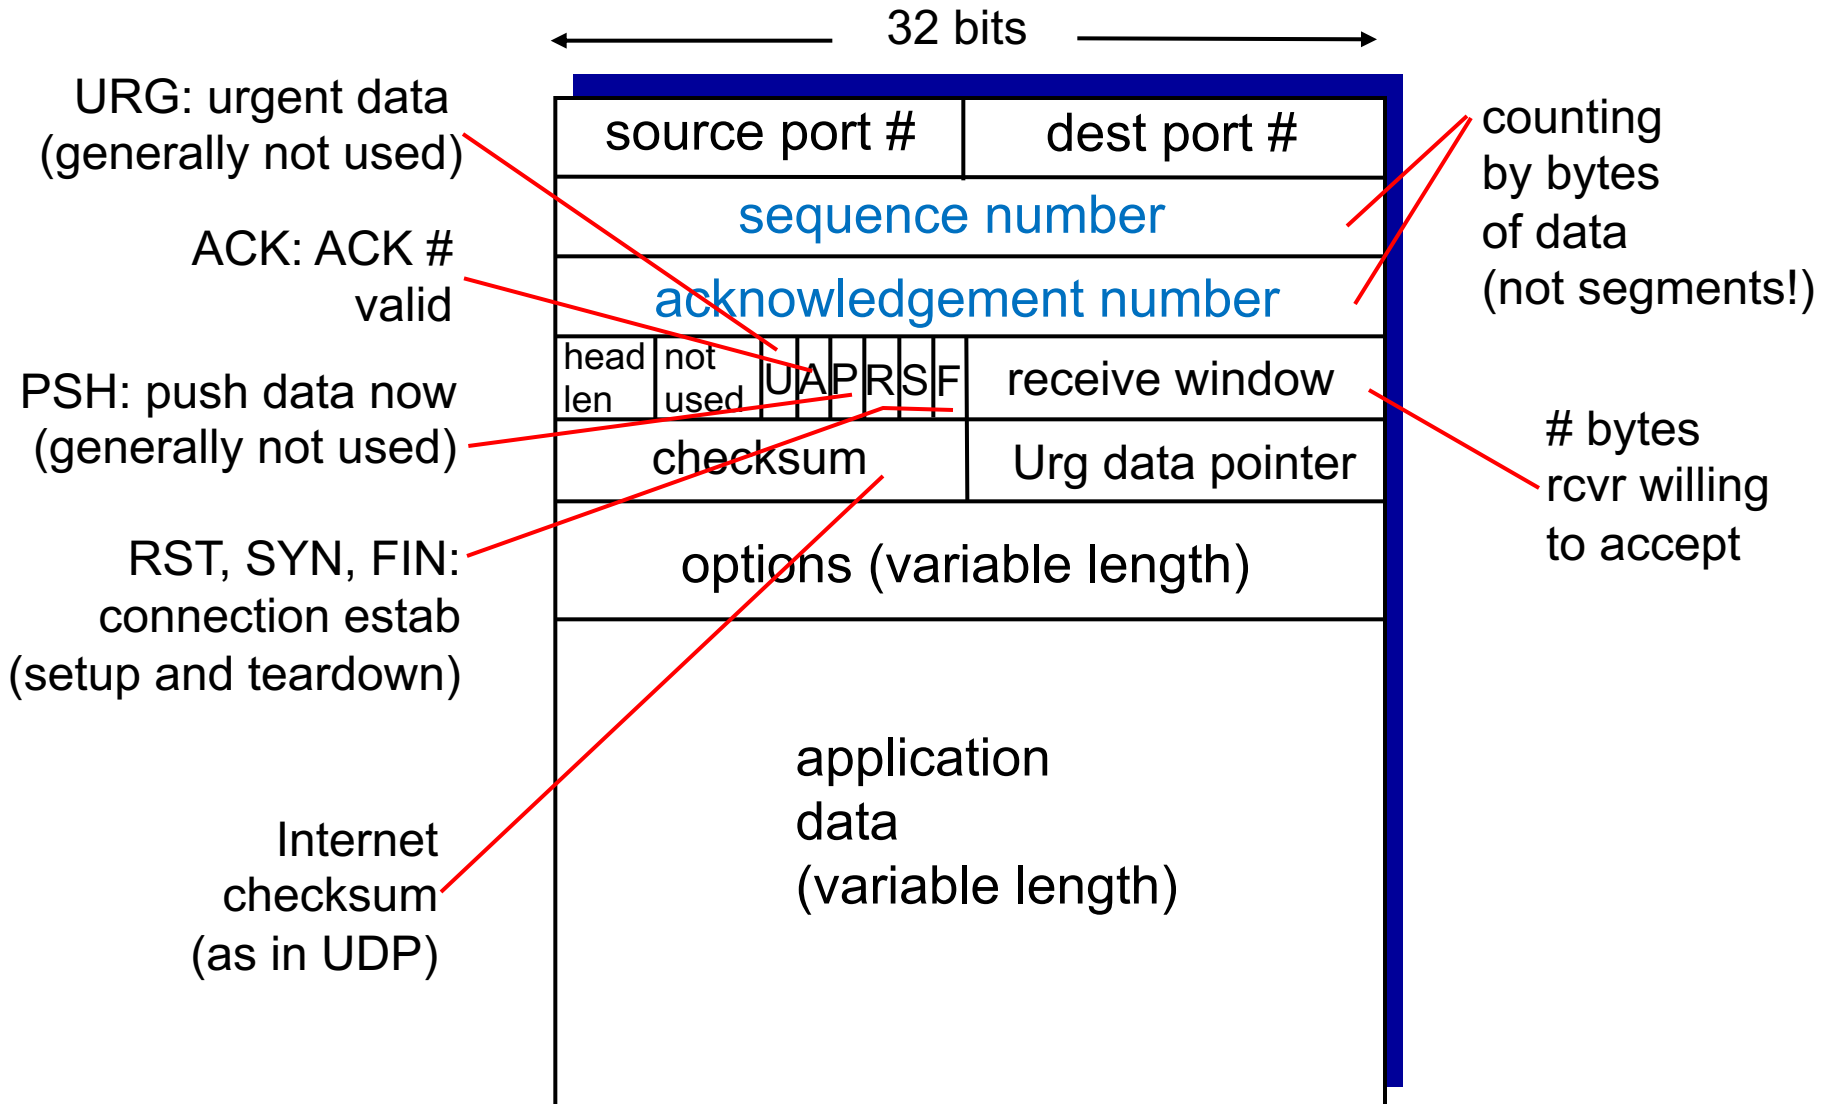 32 bits
URG: urgent data
(generally not used)
ACK: ACK #
valid
PSH: push data now
(generally not used)
RST, SYN, FIN:
connection estab
(setup and teardown)
Internet
checksum
(as in UDP)
source port #
dest port #
sequence number
acknowledgement number
head
len
not
used
U
A
P
R
S
F
receive window
checksum
Urg data pointer
options (variable length)
application
data
(variable length)
counting
by bytes
of data
(not segments!)
# bytes
rcvr willing
to accept